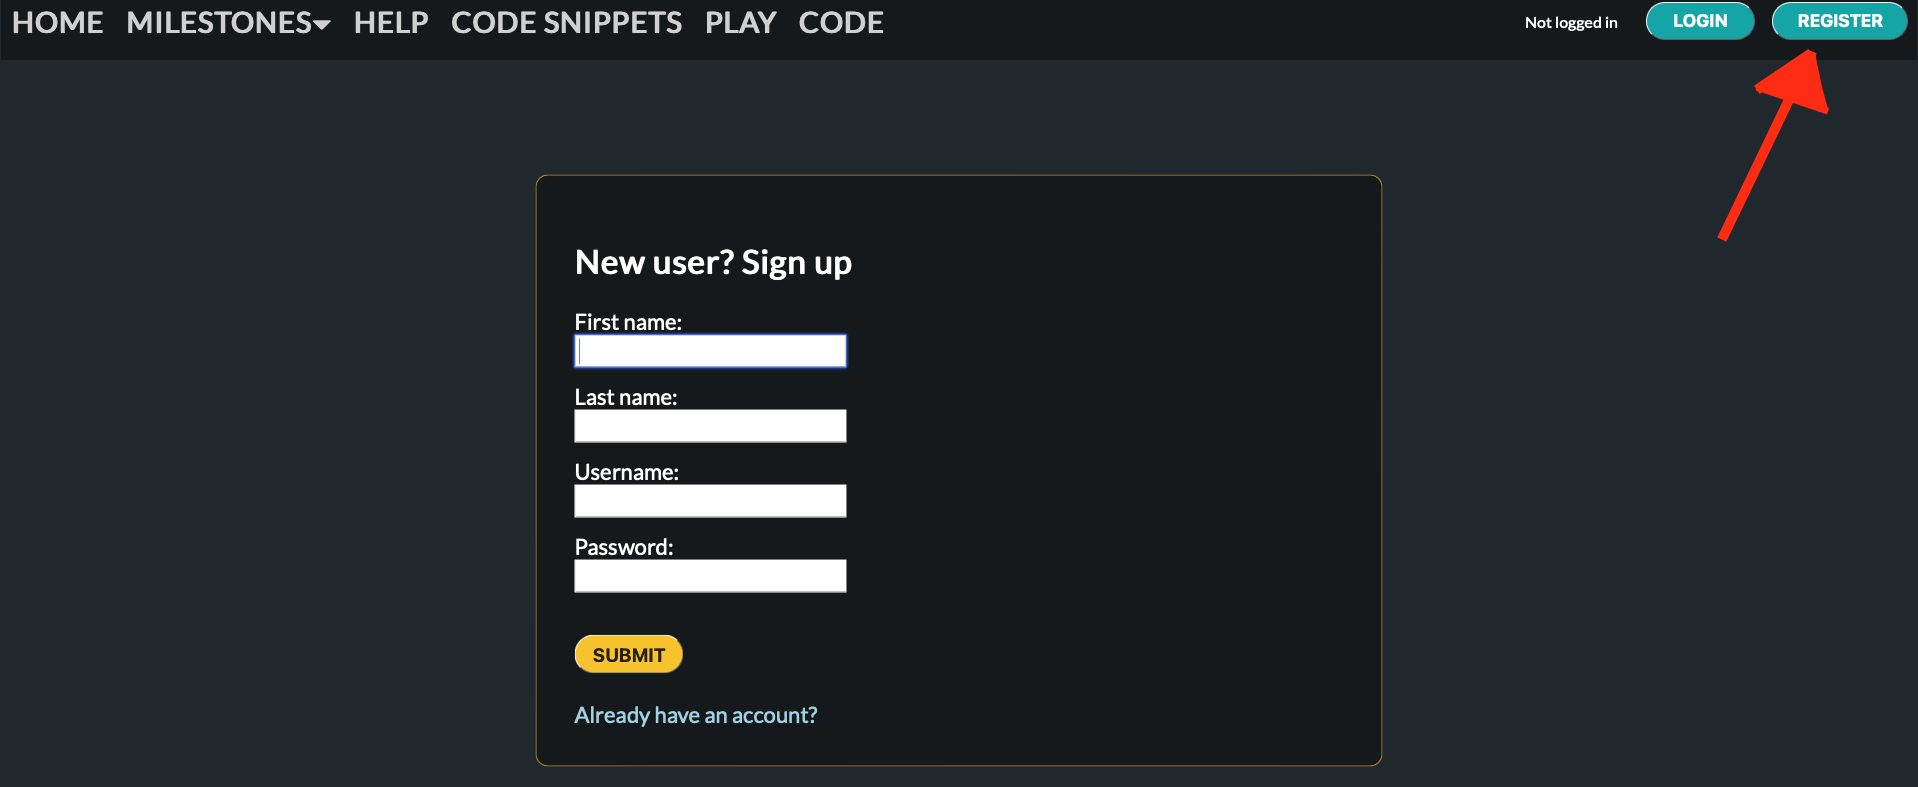 HOME MILESTONES HELP CODE SNIPPETS PLAY CODE Not logged in LOGIN REGISTER
New user? Sign up
First name:
Last name:
Username:
Password:
SUBMIT
Already have an account?